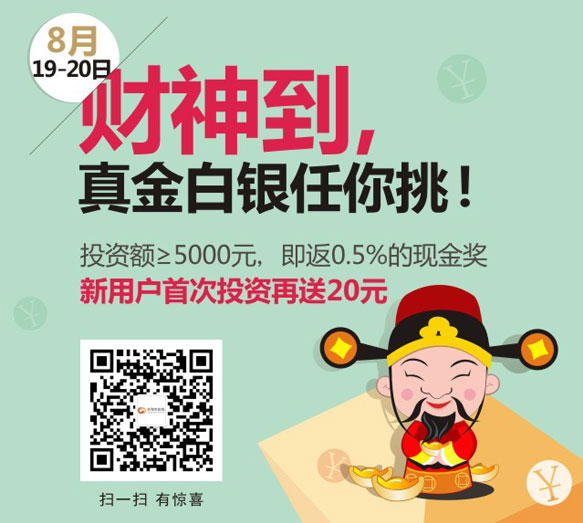 8月
19-20日
财神到,
真金白银任你挑!
投资额≥5000元, 即返0.5%的现金奖
新用户首次投资再送20元
扫一扫 有惊喜